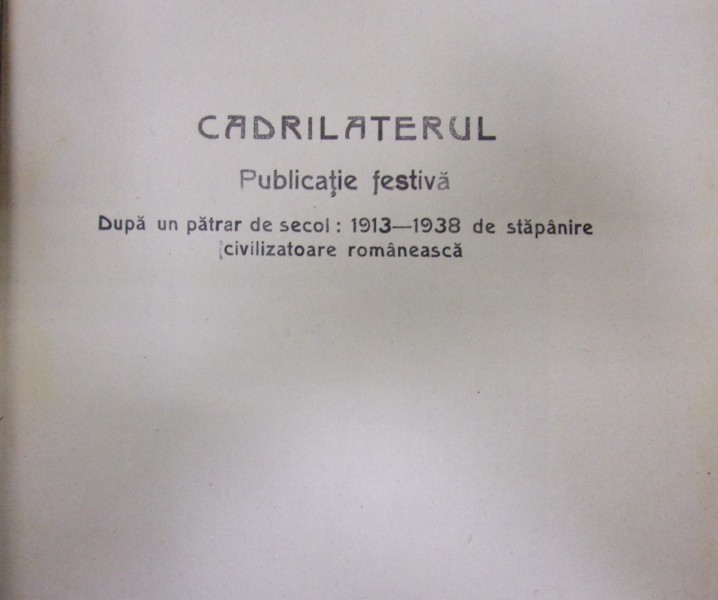 CADRILATERUL
Publicație festivă
După un pătrar de secol : 1913—1938 de stăpânire
civilizatoare românească